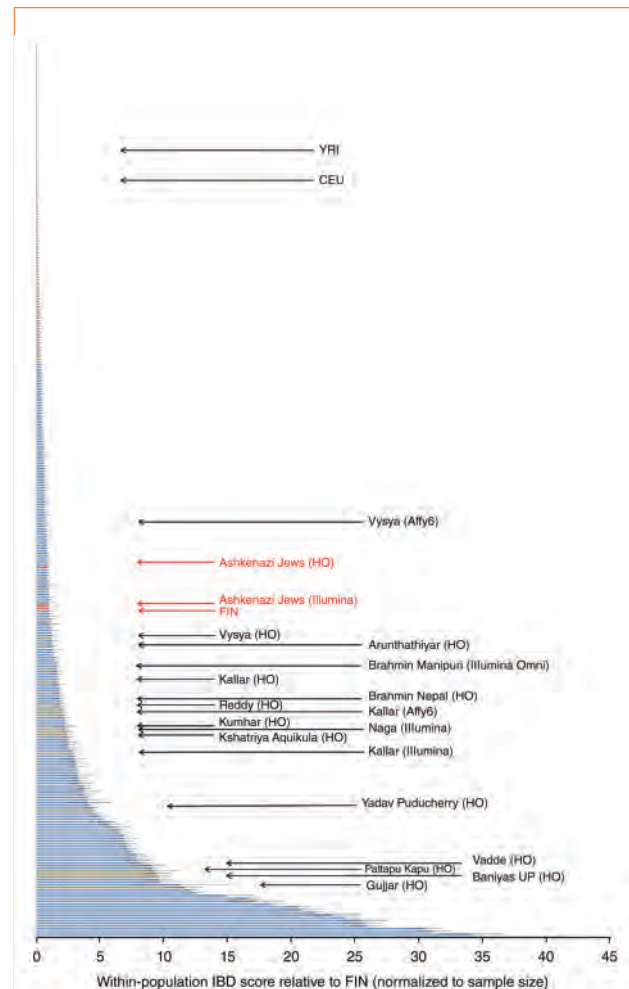 YRI
CEU
Vysya (Affy6)
Ashkenazi Jews (HO)
Ashkenazi Jews (Illumina)
FIN
Vysya (HO)
Arunthathiyar (HO)
Brahmin Manipuri (Illumina Omni)
Kallar (HO)
Brahmin Nepal (HO)
Reddy (HO)
Kallar (Affy6)
Kumhar (HO)
Naga (Illumina)
Kshatriya Aquikula (HO)
Kallar (Illumina)
Yadav Puducherry (HO)
Vadde (HO)
Pattapu Kapu (HO)
Baniyas UP (HO)
Gujjar (HO)
0 5 10 15 20 25 30 35 40 45
Within-population IBD score relative to FIN (normalized to sample size)